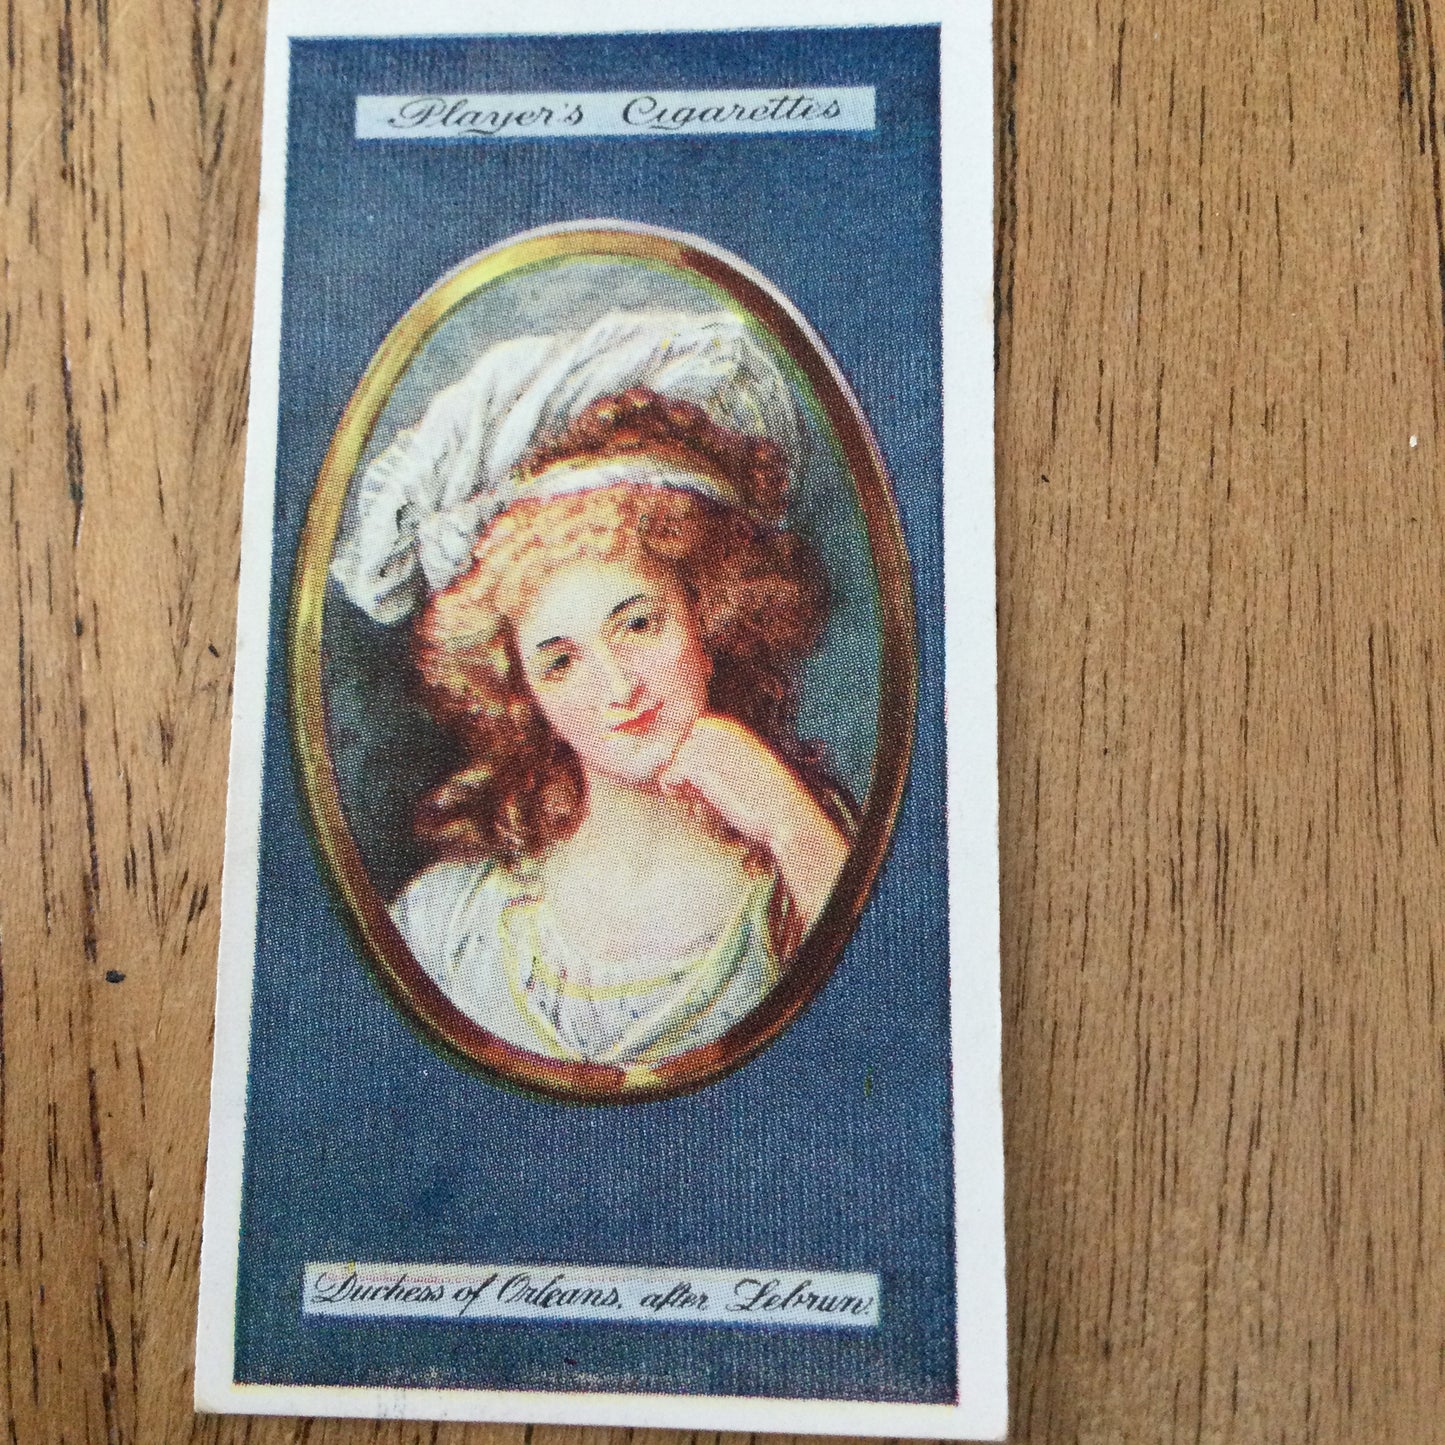 Player's Cigarettes
Duchess of Orleans, after Lebrun